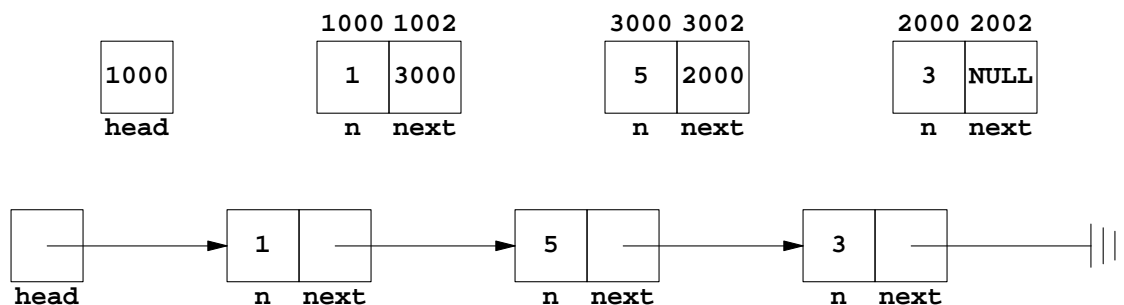 1000 1002 3000 3002 2000 2002
1000 1 3000 5 2000 3 NULL
head n next n next n next
1 5 3
head n next n next n next